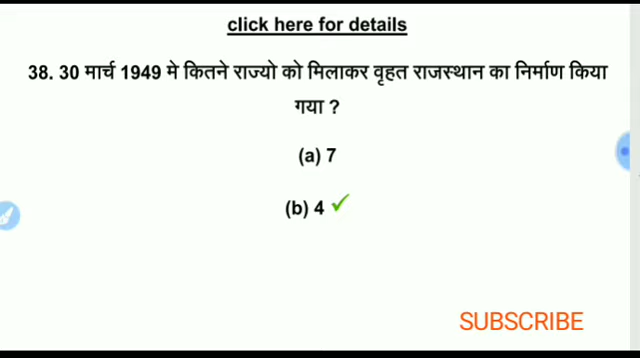 click here for details
38. 30 मार्च 1949 मे कितने राज्यो को मिलाकर वृहत राजस्थान का निर्माण किया
गया ?
(a) 7
(b) 4 ✓
SUBSCRIBE